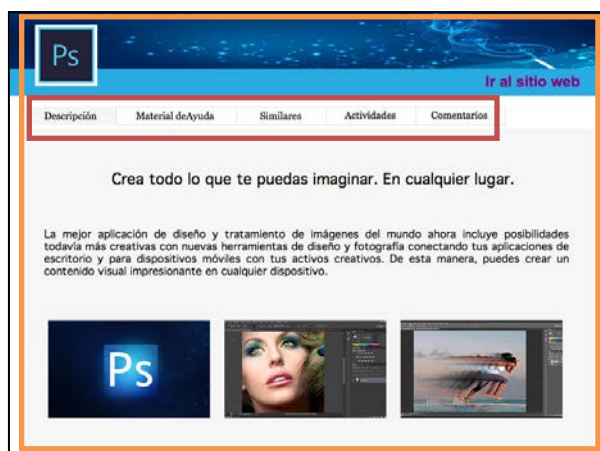 Ps
Ir al sitio web
Descripción Material deAyuda Similares Actividades Comentarios
Crea todo lo que te puedas imaginar. En cualquier lugar.
La mejor aplicación de diseño y tratamiento de imágenes del mundo ahora incluye posibilidades
todavía más creativas con nuevas herramientas de diseño y fotografía conectando tus aplicaciones de
escritorio y para dispositivos móviles con tus activos creativos. De esta manera, puedes crear un
contenido visual impresionante en cualquier dispositivo.
Ps